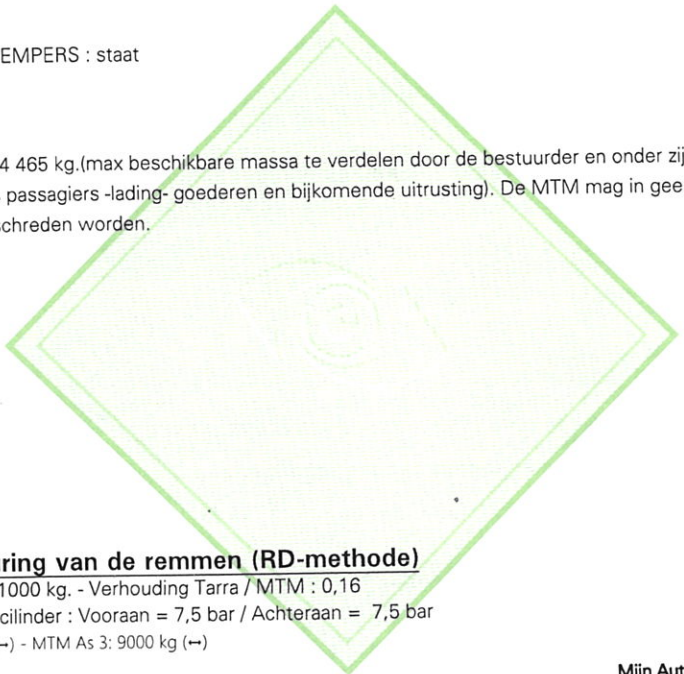 EMPERS : staat
4 465 kg.(max beschikbare massa te verdelen door de bestuurder en onder zij
passagiers -lading- goederen en bijkomende uitrusting). De MTM mag in gee
schreden worden.
ring van de remmen (RD-methode)
1000 kg. - Verhouding Tarra / MTM : 0,16
cilinder : Vooraan = 7,5 bar / Achteraan = 7,5 bar
) - MTM As 3: 9000 kg (↔)
Mijn Aut